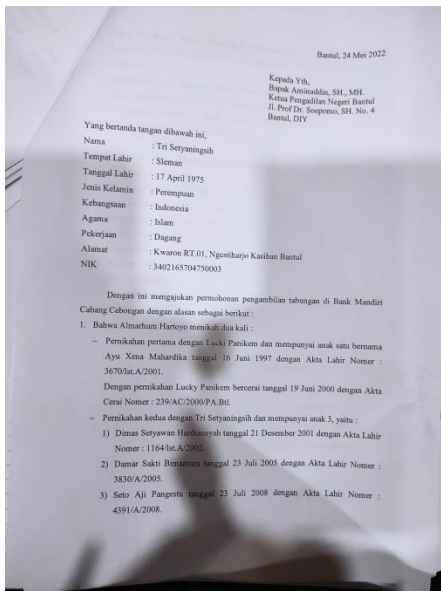 Bantul, 24 Mei 2022
Kepada Yth,
Bapak Aminuddin, SH., MH.
Ketua Pengadilan Negeri Bantul
Jl. Prof Dr. Soepomo, SH. No. 4
Bantul, DIY
Yang bertanda tangan dibawah ini,
Nama : Tri Setyaningsih
Tempat Lahir : Sleman
Tanggal Lahir : 17 April 1975
Jenis Kelamin : Perempuan
Kebangsaan : Indonesia
Agama : Islam
Pekerjaan : Dagang
Alamat : Kwaron RT.01, Ngestiharjo Kasihan Bantul
NIK : 3402165704750003
Dengan ini mengajukan permohonan pengambilan tabungan di Bank Mandiri
Cabang Cebongan dengan alasan sebagai berikut :
1. Bahwa Almarhum Hartoyo menikah dua kali :
– Pernikahan pertama dengan Lucki Panikem dan mempunyai anak satu bernama
Ayu Xena Mahardika tanggal 16 Juni 1997 dengan Akta Lahir Nomer :
3670/Ist.A/2001.
Dengan pernikahan Lucky Panikem bercerai tanggal 19 Juni 2000 dengan Akta
Cerai Nomer : 239/AC/2000/PA.Btl.
– Pernikahan kedua dengan Tri Setyaningsih dan mempunyai anak 3, yaitu :
1) Dimas Setyawan Hardiansyah tanggal 21 Desember 2001 dengan Akta Lahir
Nomer : 1164/Ist.A/2002.
2) Damar Sakti Bimantara tanggal 23 Juli 2005 dengan Akta Lahir Nomer :
3830/A/2005.
3) Seto Aji Pangestu tanggal 23 Juli 2008 dengan Akta Lahir Nomer :
4391/A/2008.